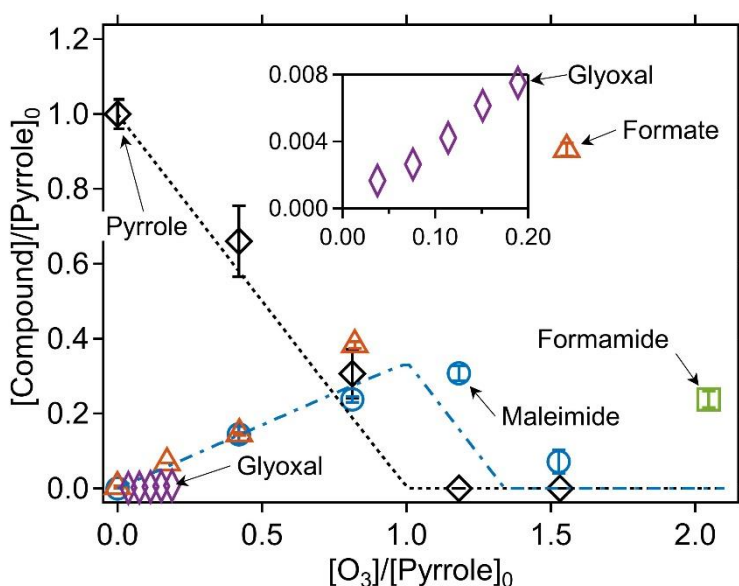 1.2
1.0
0.8
0.6
0.4
0.2
0.0
[Compound]/[Pyrrole]0
0.008
0.004
0.000
0.00
0.10
0.20
Glyoxal
Formate
Pyrrole
Formamide
Maleimide
Glyoxal
0.0
0.5
1.0
1.5
2.0
[O3]/[Pyrrole]0